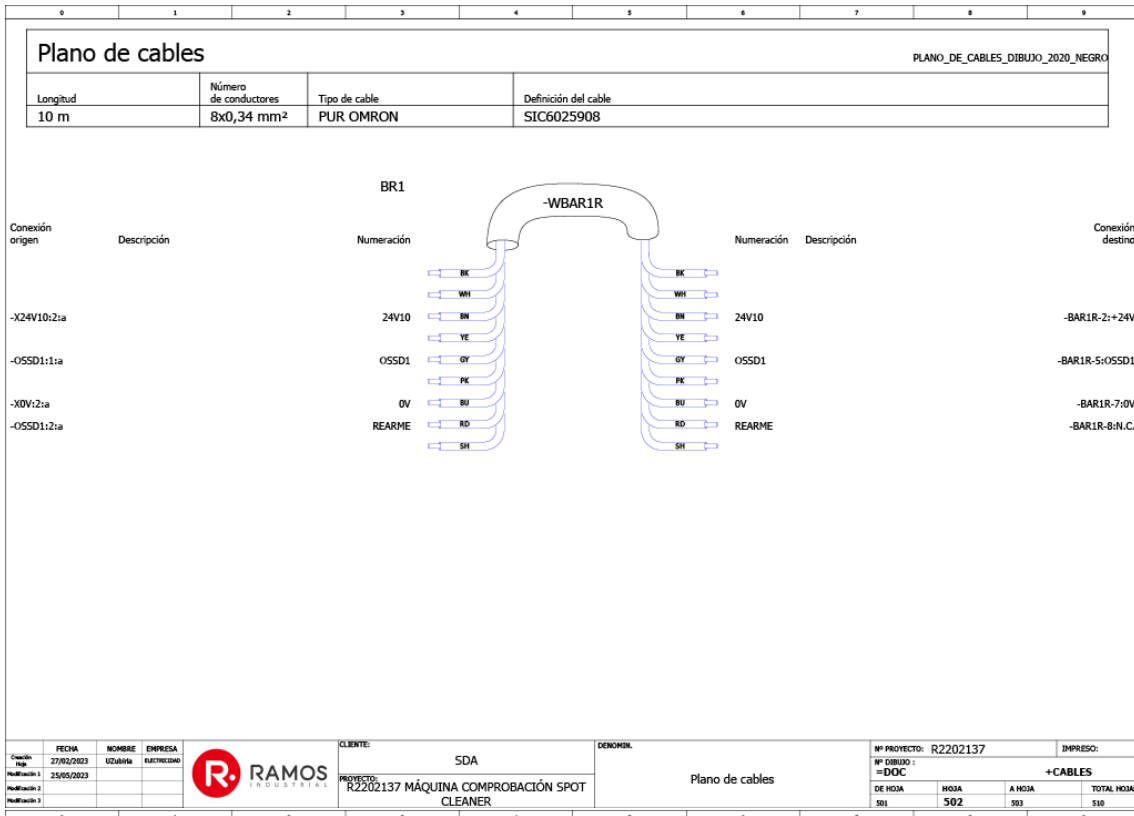 0 1 2 3 4 5 6 7 8 9
Plano de cables
PLANO_DE_CABLES_DIBUJO_2020_NEGRO
Longitud
Número
de conductores
Tipo de cable
Definición del cable
10 m
8x0,34 mm²
PUR OMRON
SIC6025908
BR1
-WBAR1R
Conexión
origen
Descripción
Numeración
Numeración
Descripción
Conexión
destino
BK BK
WH WH
-X24V10:2:a 24V10 BN BN 24V10 -BAR1R-2:+24V
YE YE
-OSSD1:1:a OSSD1 GY GY OSSD1 -BAR1R-5:OSSD1
PK PK
-X0V:2:a 0V BU BU 0V -BAR1R-7:0V
-OSSD1:2:a REARME RD RD REARME -BAR1R-8:N.C.
SH SH
FECHA NOMBRE EMPRESA
Creación
Hoja
27/02/2023 UZubiria ELECTRICIDAD
Modificación 1 25/05/2023
Modificación 2
Modificación 3
R. RAMOS
INDUSTRIAL
CLIENTE:
SDA
PROYECTO:
R2202137 MÁQUINA COMPROBACIÓN SPOT
CLEANER
DENOMIN.
Plano de cables
Nº PROYECTO: R2202137
IMPRESO:
Nº DIBUJO :
=DOC +CABLES
DE HOJA HOJA A HOJA TOTAL HOJA
501 502 503 510